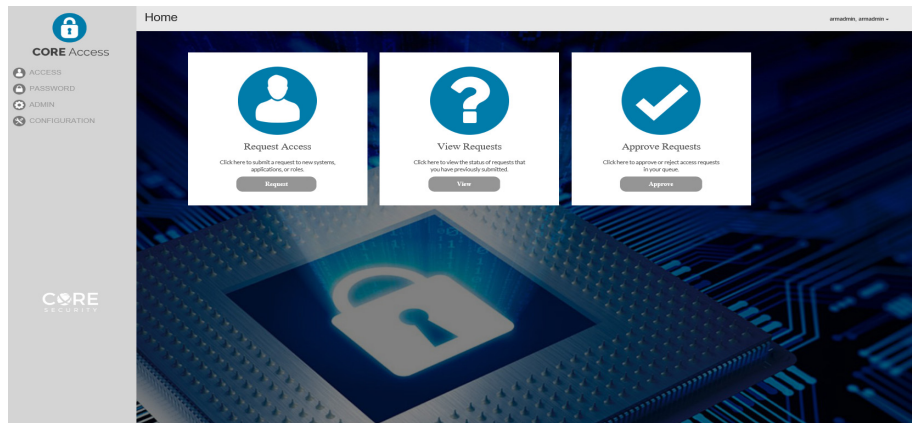 Home
armadmin, armadmin
CORE Access
ACCESS
PASSWORD
ADMIN
CONFIGURATION
Request Access
Click here to submit a request to new systems,
applications, or roles.
Request
View Requests
Click here to view the status of requests that
you have previously submitted.
View
Approve Requests
Click here to approve or reject access requests
in your queue.
Approve
CORE
SECURITY